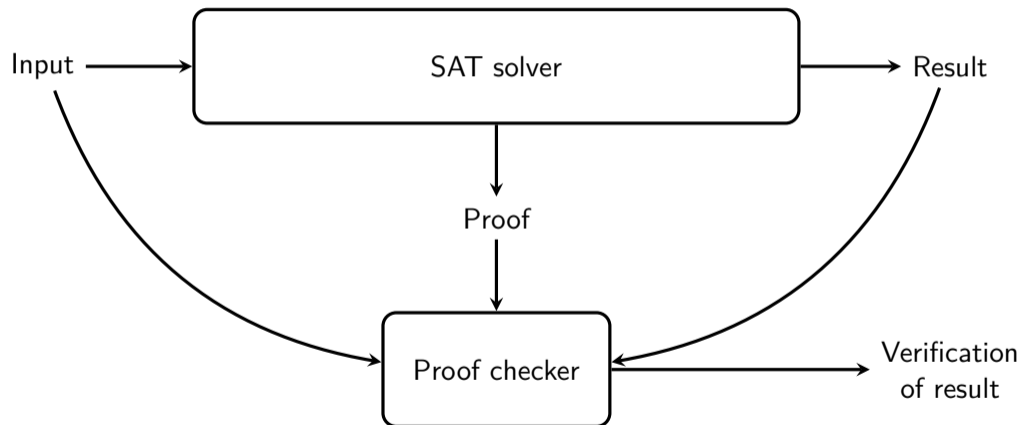 Input
SAT solver
Result
Proof
Proof checker
Verification
of result